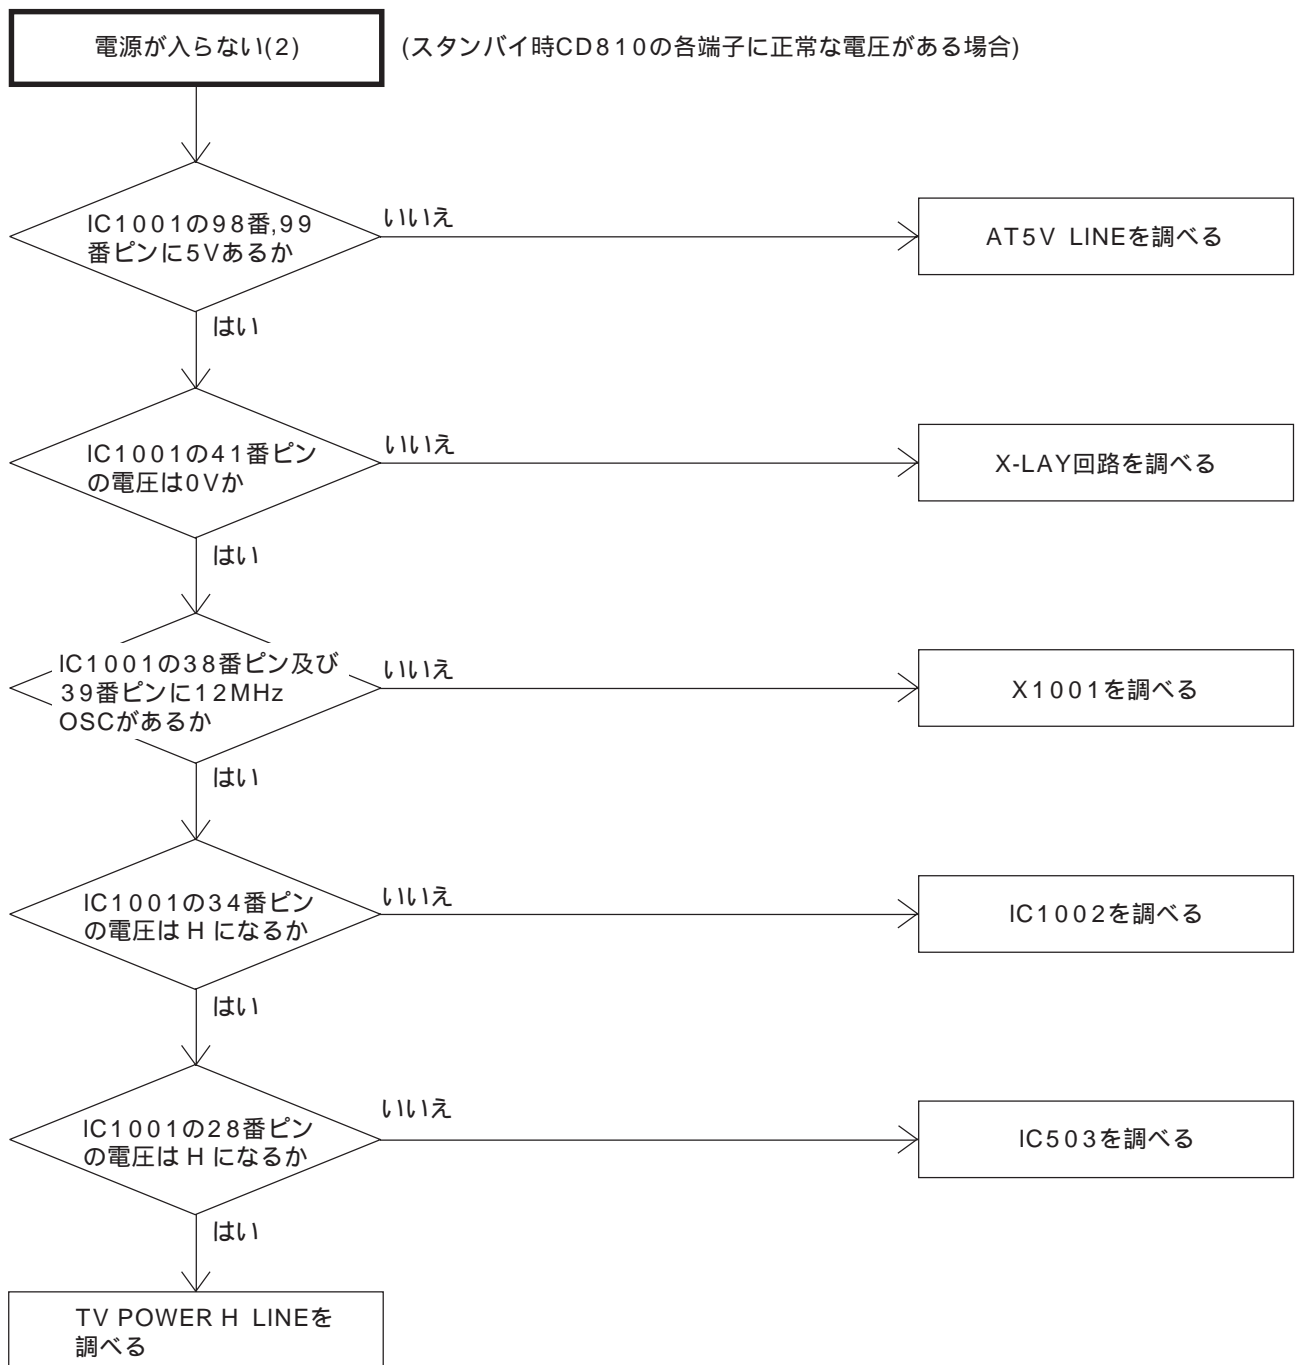 電源が入らない(2)
(スタンバイ時CD810の各端子に正常な電圧がある場合)
IC1001の98番,99
番ピンに5Vあるか
いいえ
AT5V LINEを調べる
はい
IC1001の41番ピン
の電圧は0Vか
いいえ
X-LAY回路を調べる
はい
IC1001の38番ピン及び
39番ピンに12MHz
OSCがあるか
いいえ
X1001を調べる
はい
IC1001の34番ピン
の電圧は H になるか
いいえ
IC1002を調べる
はい
IC1001の28番ピン
の電圧は H になるか
いいえ
IC503を調べる
はい
TV POWER H LINEを
調べる